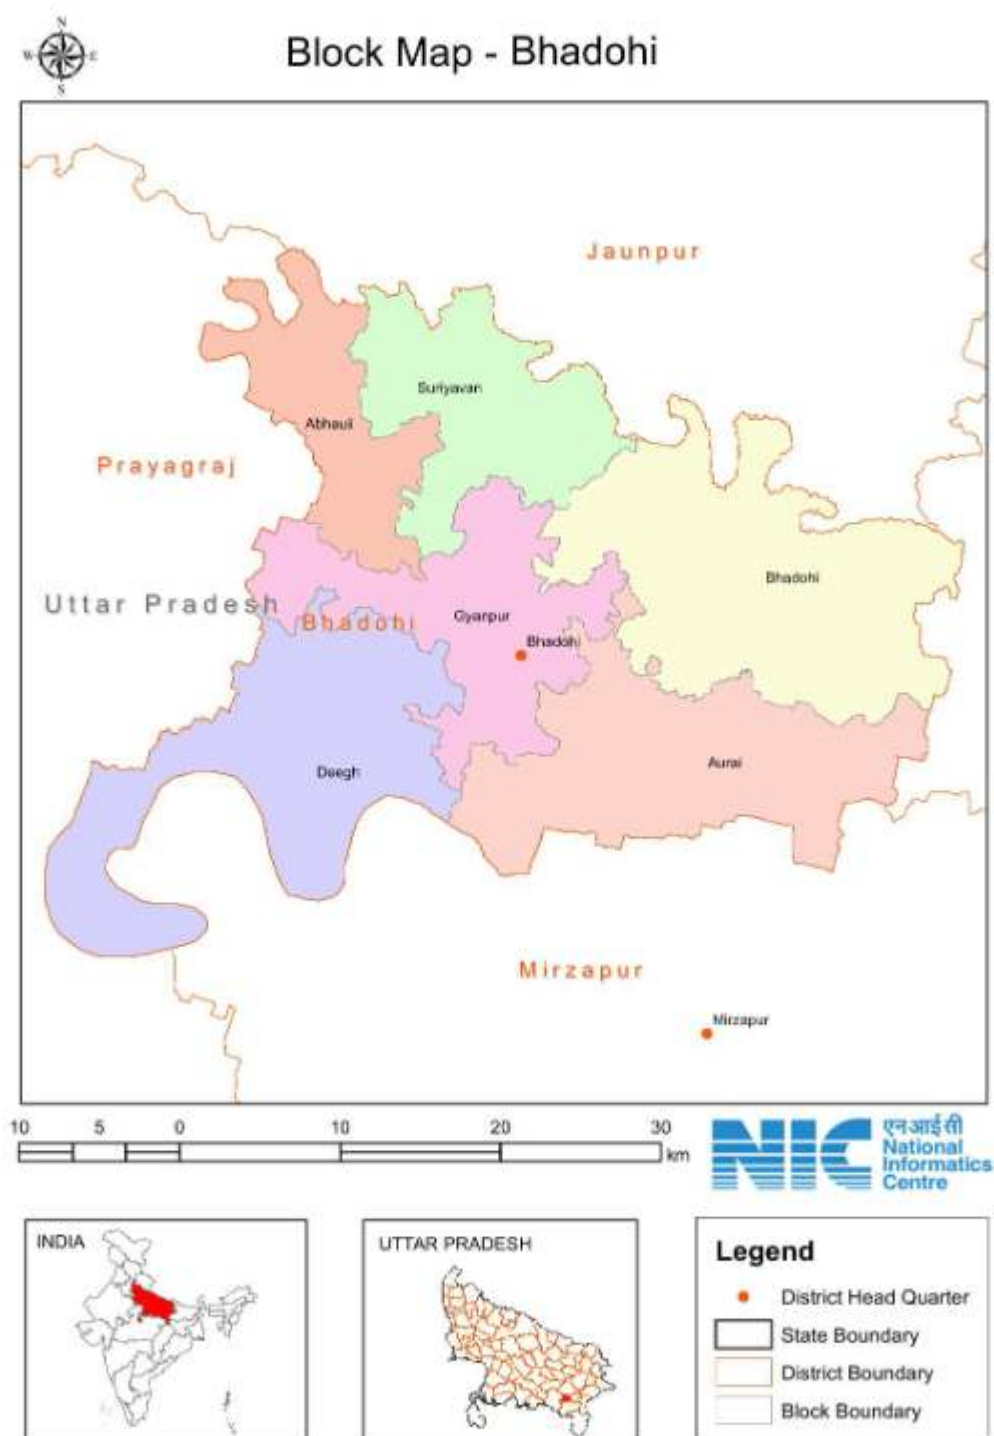 N
W E
S
Block Map - Bhadohi
Jaunpur
Suriyavan
Abhauli
Prayagraj
Bhadohi
Uttar Pradesh
Gyanpur
Bhadohi
Bhadohi
Aurai
Deegh
Mirzapur
Mirzapur
10 5 0 10 20 30
km
NIC
एनआईसी
National
Informatics
Centre
INDIA
UTTAR PRADESH
Legend
District Head Quarter
State Boundary
District Boundary
Block Boundary